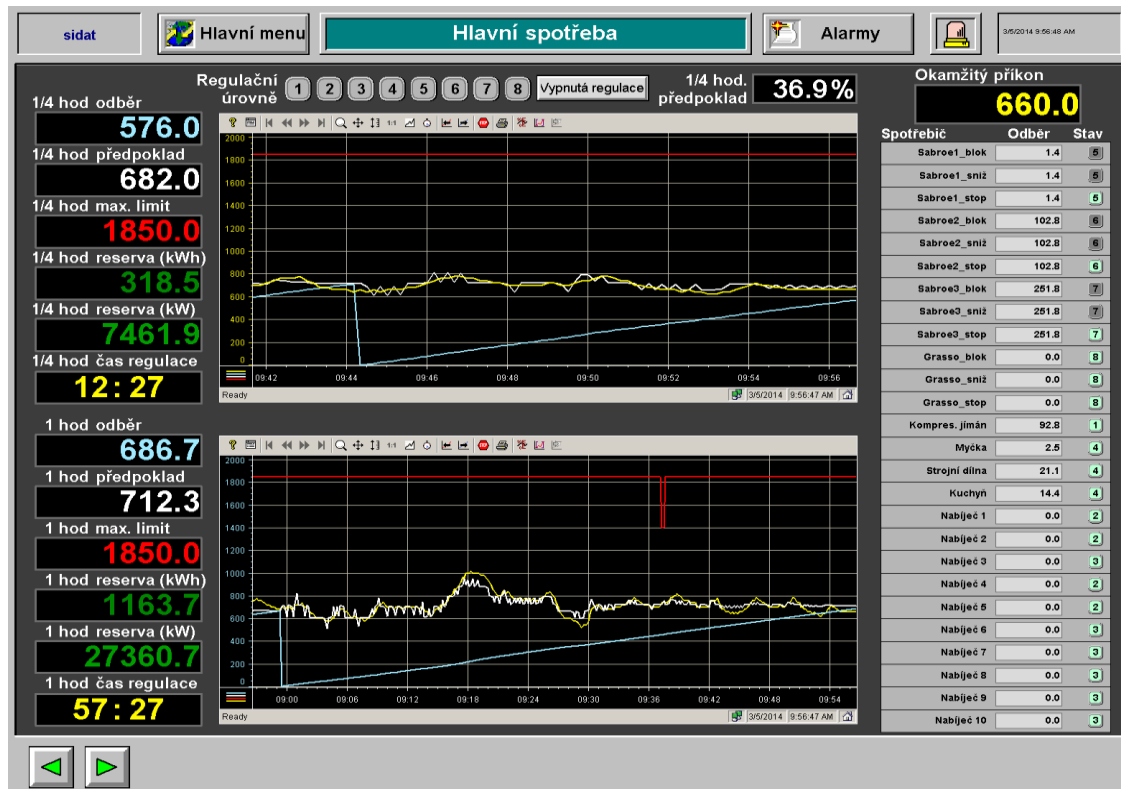 sidat
Hlavní menu
Hlavní spotřeba
Alarmy
3/5/2014 9:56:48 AM
Regulační úrovně
1 2 3 4 5 6 7 8
Vypnutá regulace
1/4 hod. předpoklad
36.9%
Okamžitý příkon
660.0
1/4 hod odběr
576.0
1/4 hod předpoklad
682.0
1/4 hod max. limit
1850.0
1/4 hod reserva (kWh)
318.5
1/4 hod reserva (kW)
7461.9
1/4 hod čas regulace
12:27
2000
1800
1600
1400
1200
1000
800
600
400
200
0
09:42 09:44 09:46 09:48 09:50 09:52 09:54 09:56
Ready
3/5/2014 9:56:47 AM
1 hod odběr
686.7
1 hod předpoklad
712.3
1 hod max. limit
1850.0
1 hod reserva (kWh)
1163.7
1 hod reserva (kW)
27360.7
1 hod čas regulace
57:27
2000
1800
1600
1400
1200
1000
800
600
400
200
0
09:00 09:06 09:12 09:18 09:24 09:30 09:36 09:42 09:48 09:54
Ready
3/5/2014 9:56:47 AM
Spotřebič Odběr Stav
Sabroe1_blok 1.4 5
Sabroe1_sniž 1.4 5
Sabroe1_stop 1.4 5
Sabroe2_blok 102.8 6
Sabroe2_sniž 102.8 6
Sabroe2_stop 102.8 6
Sabroe3_blok 251.8 7
Sabroe3_sniž 251.8 7
Sabroe3_stop 251.8 7
Grasso_blok 0.0 8
Grasso_sniž 0.0 8
Grasso_stop 0.0 8
Kompres. jímán 92.8 1
Myčka 2.5 4
Strojní dílna 21.1 4
Kuchyň 14.4 4
Nabíječ 1 0.0 2
Nabíječ 2 0.0 2
Nabíječ 3 0.0 3
Nabíječ 4 0.0 2
Nabíječ 5 0.0 2
Nabíječ 6 0.0 3
Nabíječ 7 0.0 3
Nabíječ 8 0.0 3
Nabíječ 9 0.0 3
Nabíječ 10 0.0 3